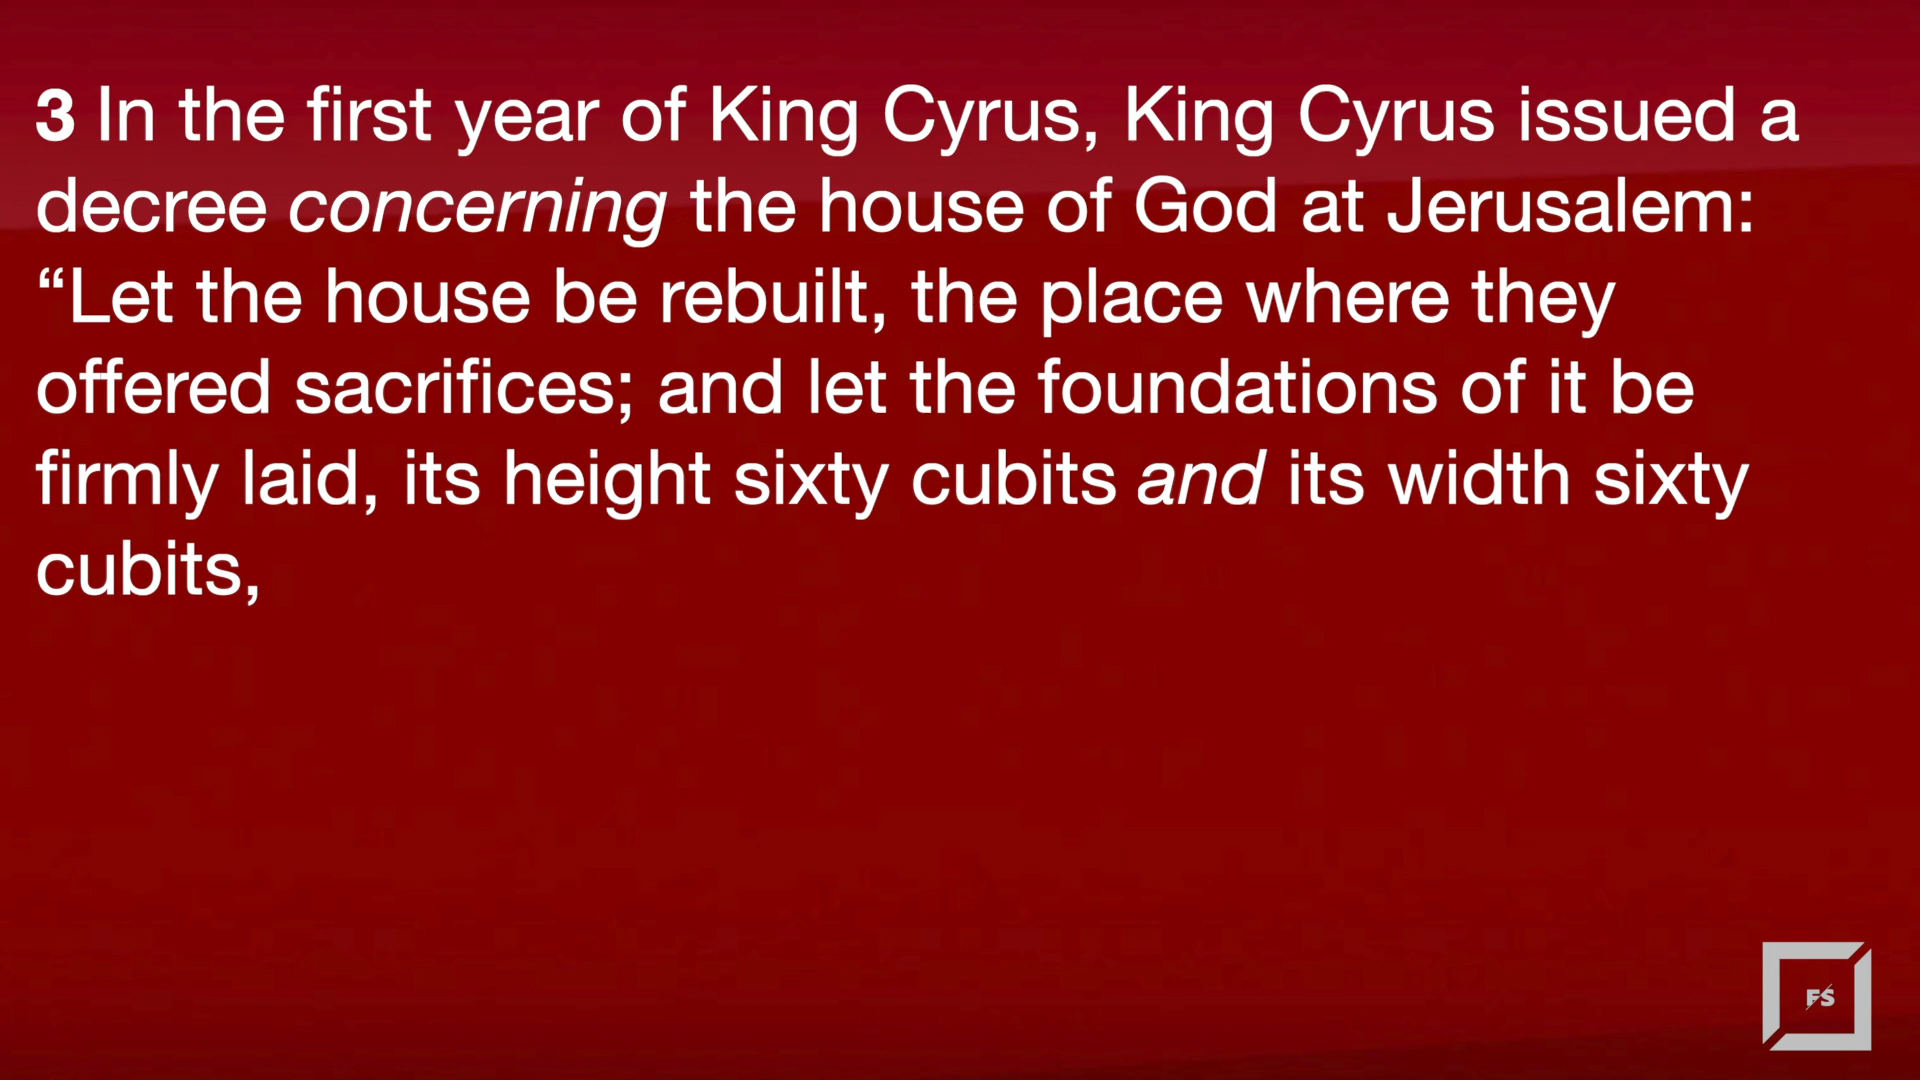 3 In the first year of King Cyrus, King Cyrus issued a
decree concerning the house of God at Jerusalem:
“Let the house be rebuilt, the place where they
offered sacrifices; and let the foundations of it be
firmly laid, its height sixty cubits and its width sixty
cubits,
FS